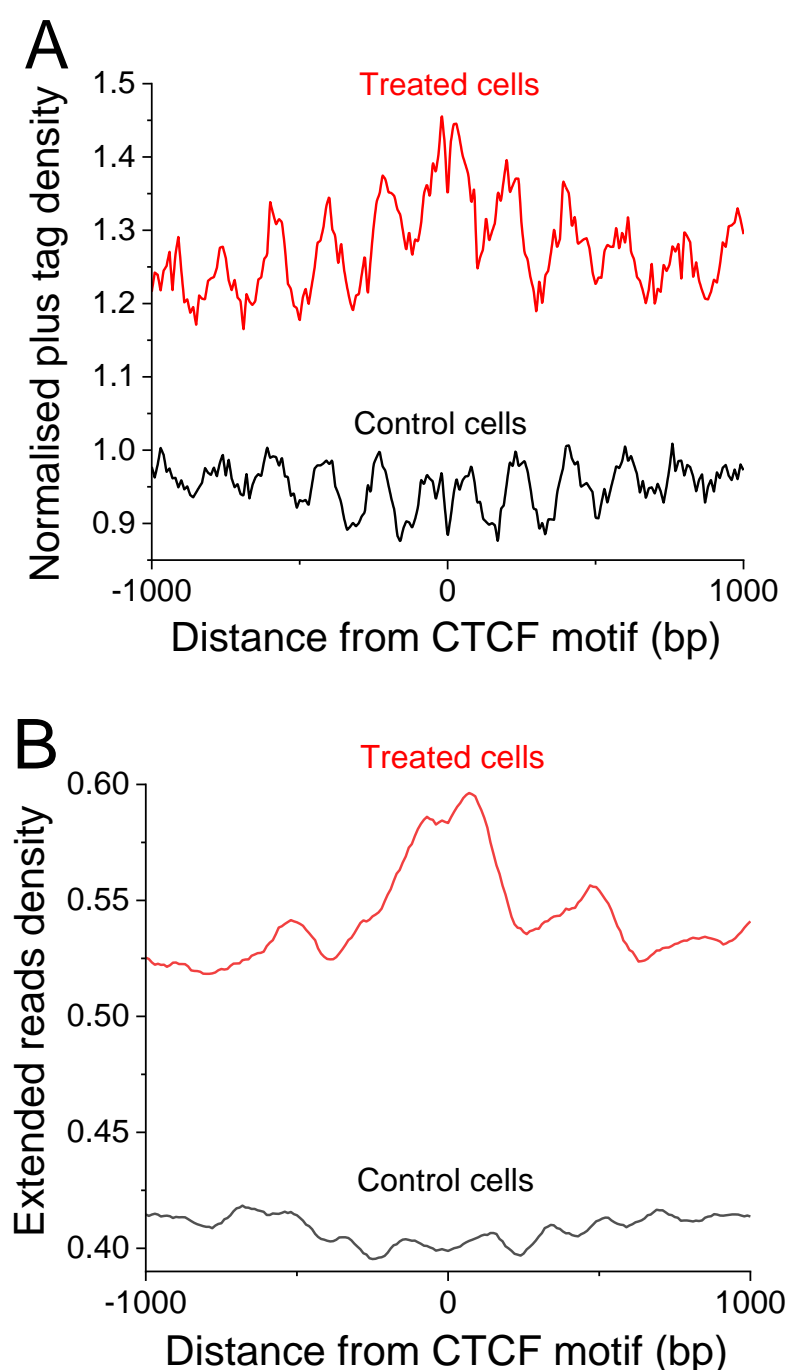 A
Normalised plus tag density
1.5
1.4
1.3
1.2
1.1
1.0
0.9
Treated cells
Control cells
-1000 0 1000
Distance from CTCF motif (bp)
B
Extended reads density
0.60
0.55
0.50
0.45
0.40
Treated cells
Control cells
-1000 0 1000
Distance from CTCF motif (bp)